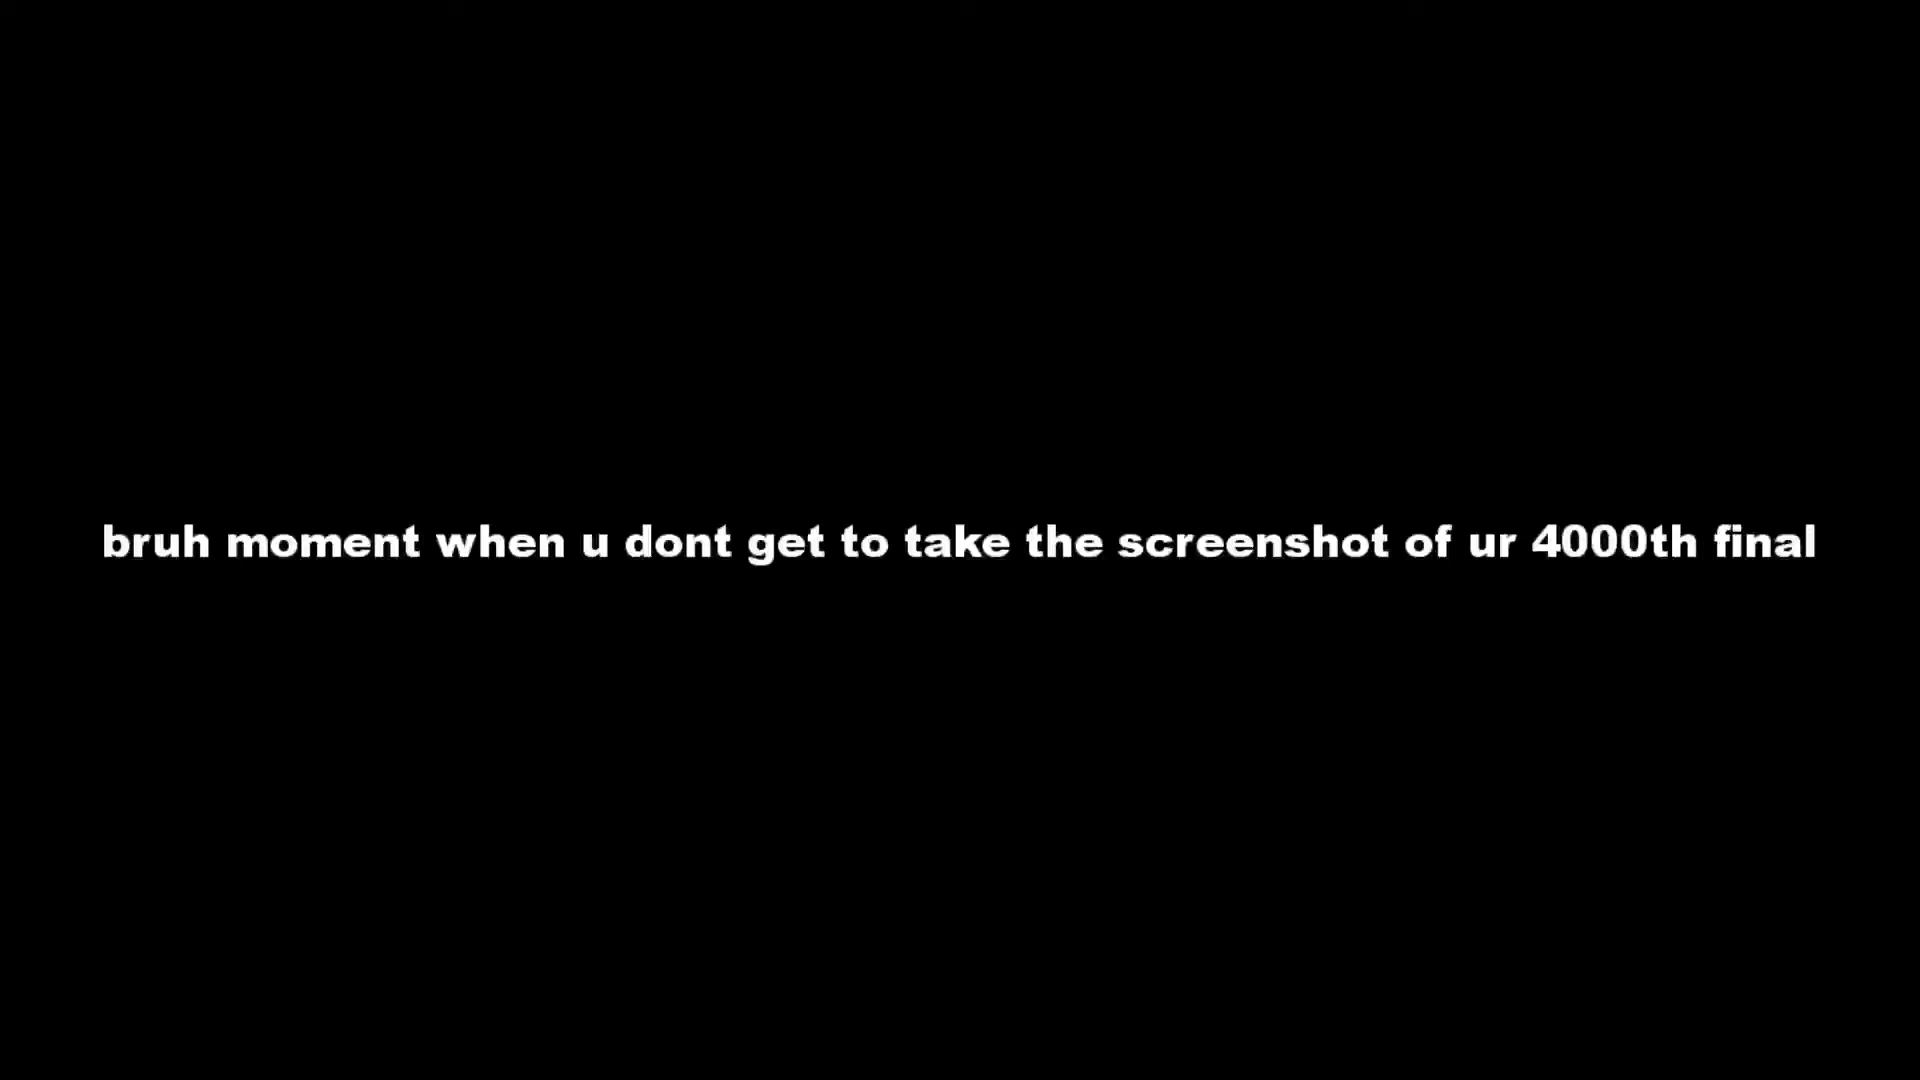 bruh moment when u dont get to take the screenshot of ur 4000th final